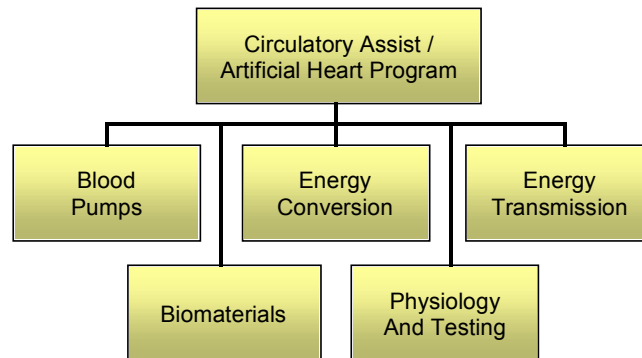 Circulatory Assist /
Artificial Heart Program
Blood
Pumps
Energy
Conversion
Energy
Transmission
Biomaterials
Physiology
And Testing